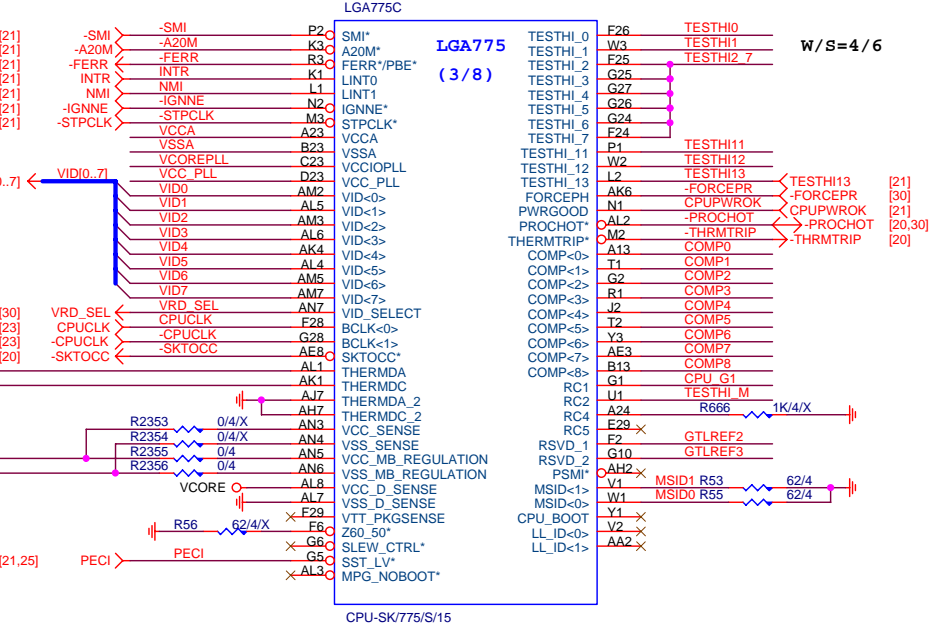 LGA775C
LGA775
(3/8)
W/S=4/6
[21] -SMI -SMI P2 SMI* TESTHI_0 F26 TESTHI0
[21] -A20M -A20M K3 A20M* TESTHI_1 W3 TESTHI1
[21] -FERR -FERR R3 FERR*/PBE* TESTHI_2 F25 TESTHI2_7
[21] INTR INTR K1 LINT0 TESTHI_3 G25
[21] NMI NMI L1 LINT1 TESTHI_4 G27
[21] -IGNNE -IGNNE N2 IGNNE* TESTHI_5 G26
[21] -STPCLK -STPCLK M3 STPCLK* TESTHI_6 G24
VCCA A23 VCCA TESTHI_7 F24
VSSA B23 VSSA TESTHI_11 P1 TESTHI11
VCOREPLL C23 VCCIOPLL TESTHI_12 W2 TESTHI12
0..7] VID[0..7] VCC_PLL D23 VCC_PLL TESTHI_13 L2 TESTHI13 TESTHI13 [21]
VID0 AM2 VID<0> FORCEPH AK6 -FORCEPR -FORCEPR [30]
VID1 AL5 VID<1> PWRGOOD N1 CPUPWROK CPUPWROK [21]
VID2 AM3 VID<2> PROCHOT* AL2 -PROCHOT -PROCHOT [20,30]
VID3 AL6 VID<3> THERMTRIP* M2 -THRMTRIP -THRMTRIP [20]
VID4 AK4 VID<4> COMP<0> A13 COMP0
VID5 AL4 VID<5> COMP<1> T1 COMP1
VID6 AM5 VID<6> COMP<2> G2 COMP2
VID7 AM7 VID<7> COMP<3> R1 COMP3
[30] VRD_SEL VRD_SEL AN7 VID_SELECT COMP<4> J2 COMP4
[23] CPUCLK CPUCLK F28 BCLK<0> COMP<5> T2 COMP5
[23] -CPUCLK -CPUCLK G28 BCLK<1> COMP<6> Y3 COMP6
[20] -SKTOCC -SKTOCC AE8 SKTOCC* COMP<7> AE3 COMP7
AL1 THERMDA COMP<8> B13 COMP8
AK1 THERMDC RC1 G1 CPU_G1
AJ7 THERMDA_2 RC2 U1 TESTHI_M
AH7 THERMDC_2 RC4 A24 R666 1K/4/X
R2353 0/4/X AN3 VCC_SENSE RC5 E29
R2354 0/4/X AN4 VSS_SENSE RSVD_1 F2 GTLREF2
R2355 0/4 AN5 VCC_MB_REGULATION RSVD_2 G10 GTLREF3
R2356 0/4 AN6 VSS_MB_REGULATION PSMI* AH2
VCORE AL8 VCC_D_SENSE MSID<1> V1 MSID1 R53 62/4
AL7 VSS_D_SENSE MSID<0> W1 MSID0 R55 62/4
F29 VTT_PKGSENSE CPU_BOOT Y1
R56 62/4/X F6 Z60_50* LL_ID<0> V2
G6 SLEW_CTRL* LL_ID<1> AA2
[21,25] PECI PECI G5 SST_LV*
AL3 MPG_NOBOOT*
CPU-SK/775/S/15